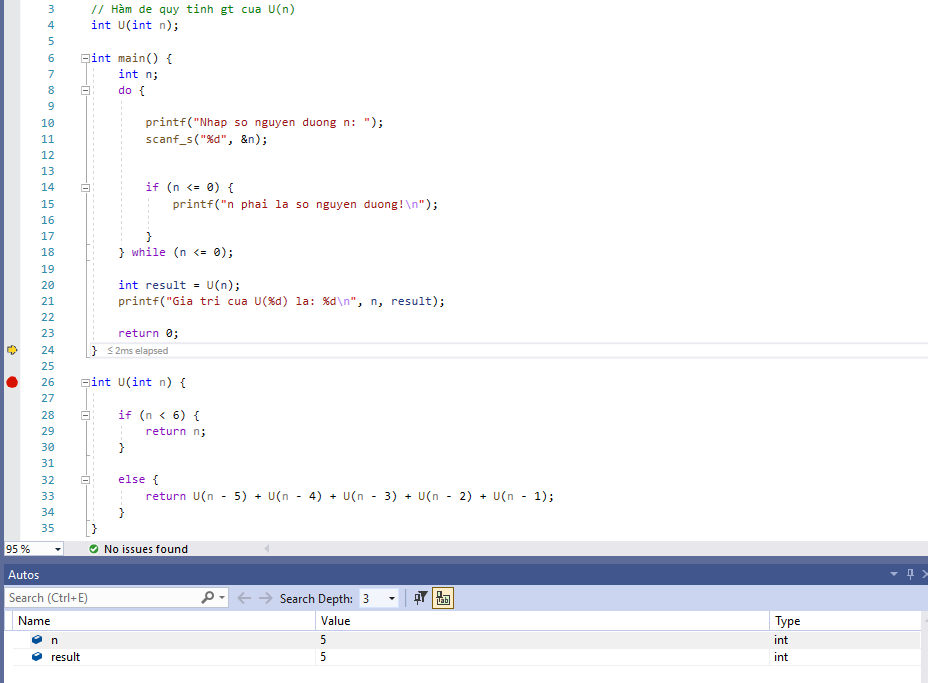 3 // Hàm de quy tinh gt cua U(n)
4 int U(int n);
5
6 int main() {
7 int n;
8 do {
9
10 printf("Nhap so nguyen duong n: ");
11 scanf_s("%d", &n);
12
13
14 if (n <= 0) {
15 printf("n phai la so nguyen duong!\n");
16
17 }
18 } while (n <= 0);
19
20 int result = U(n);
21 printf("Gia tri cua U(%d) la: %d\n", n, result);
22
23 return 0;
24 } ≤ 2ms elapsed
25
26 int U(int n) {
27
28 if (n < 6) {
29 return n;
30 }
31
32 else {
33 return U(n - 5) + U(n - 4) + U(n - 3) + U(n - 2) + U(n - 1);
34 }
35 }
95 % No issues found
Autos
Search (Ctrl+E) Search Depth: 3
Name Value Type
n 5 int
result 5 int